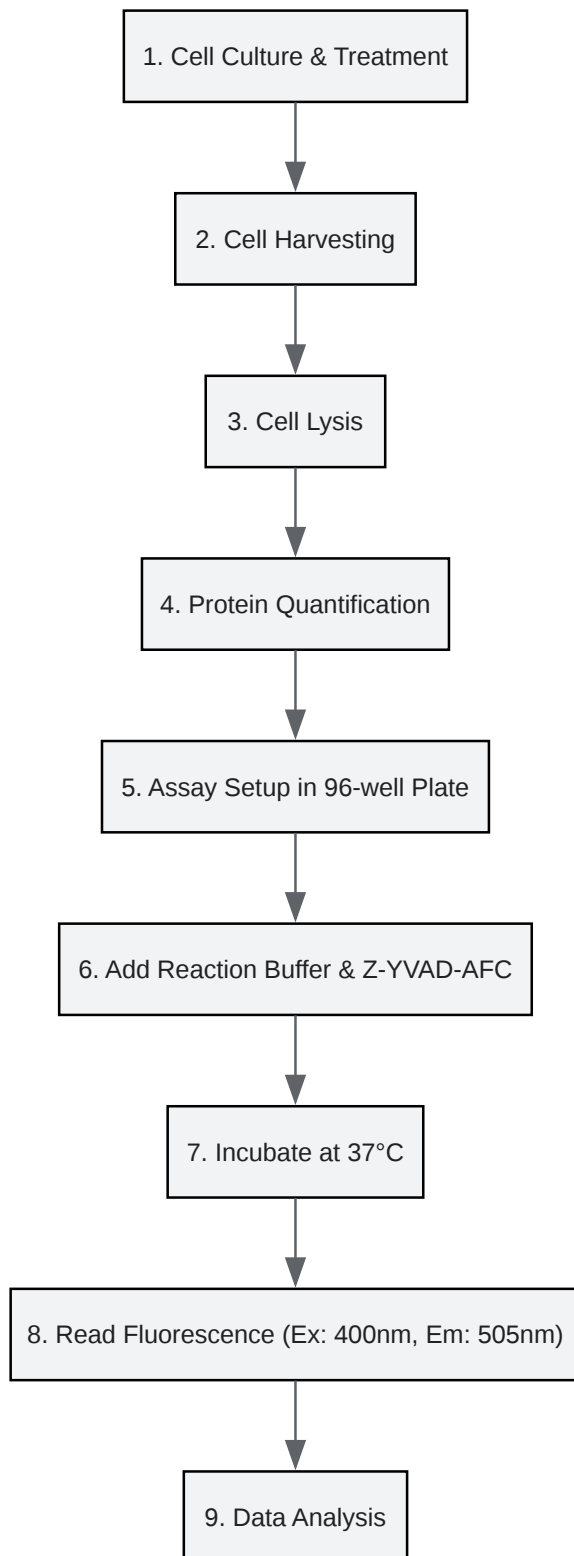 1. Cell Culture & Treatment
2. Cell Harvesting
3. Cell Lysis
4. Protein Quantification
5. Assay Setup in 96-well Plate
6. Add Reaction Buffer & Z-YVAD-AFC
7. Incubate at 37°C
8. Read Fluorescence (Ex: 400nm, Em: 505nm)
9. Data Analysis